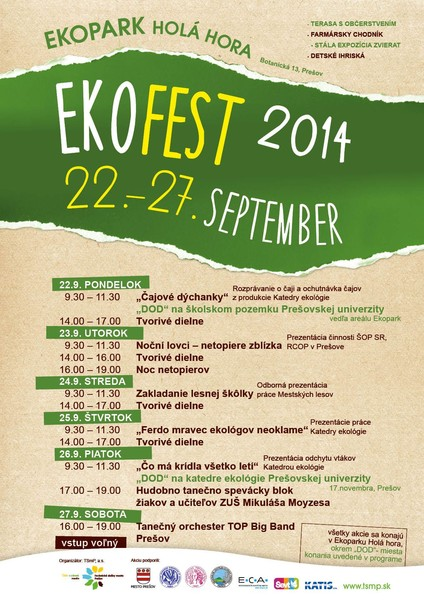 EKOPARK HOLÁ HORA
Botanická 13, Prešov
- TERASA S OBČERSTVENÍM
- FARMÁRSKY CHODNÍK
- STÁLA EXPOZÍCIA ZVIERAT
- DETSKÉ IHRISKÁ
EKOFEST 2014
22.–27. SEPTEMBER
22.9. PONDELOK
9.30 – 11.30 „Čajové dýchanky“ Rozprávanie o čaji a ochutnávka čajov z produkcie Katedry ekológie
„DOD“ na školskom pozemku Prešovskej univerzity
vedľa areálu Ekopark
14.00 – 17.00 Tvorivé dielne
23.9. UTOROK
9.30 – 11.30 Noční lovci – netopiere zblízka Prezentácia činnosti ŠOP SR, RCOP v Prešove
14.00 – 16.00 Tvorivé dielne
16.00 – 19.00 Noc netopierov
24.9. STREDA
9.30 – 11.30 Zakladanie lesnej škôlky Odborná prezentácia práce Mestských lesov
14.00 – 17.00 Tvorivé dielne
25.9. ŠTVRTOK
9.30 – 11.30 „Ferdo mravec ekológov neoklame“ Prezentácie práce Katedry ekológie
14.00 – 17.00 Tvorivé dielne
26.9. PIATOK
9.30 – 11.30 „Čo má krídla všetko letí“ Prezentácia odchytu vtákov Katedrou ekológie
„DOD“ na katedre ekológie Prešovskej univerzity
17.novembra, Prešov
17.00 – 19.00 Hudobno tanečno spevácky blok
žiakov a učiteľov ZUŠ Mikuláša Moyzesa
27.9. SOBOTA
16.00 – 19.00 Tanečný orchester TOP Big Band
Prešov
vstup voľný
všetky akcie sa konajú
v Ekoparku Holá hora,
okrem „DOD“- miesta
konania uvedené v programe
Organizátor: TSmP, a.s.
Akciu podporili:
MESTO PREŠOV
E.C.A.
Sevt
KATIS
www.tsmp.sk